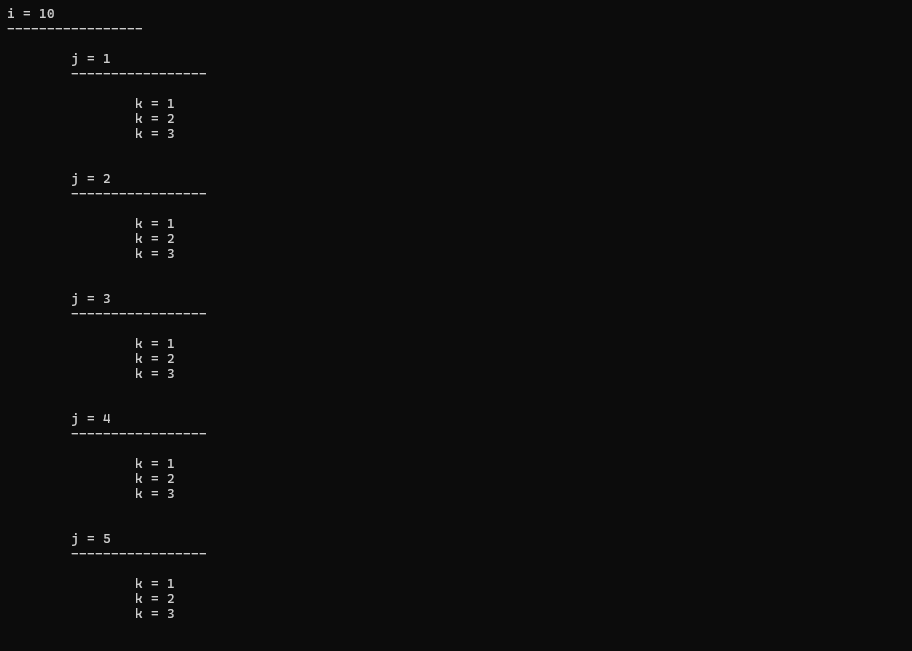 i = 10
-----------------
j = 1
-----------------
k = 1
k = 2
k = 3
j = 2
-----------------
k = 1
k = 2
k = 3
j = 3
-----------------
k = 1
k = 2
k = 3
j = 4
-----------------
k = 1
k = 2
k = 3
j = 5
-----------------
k = 1
k = 2
k = 3